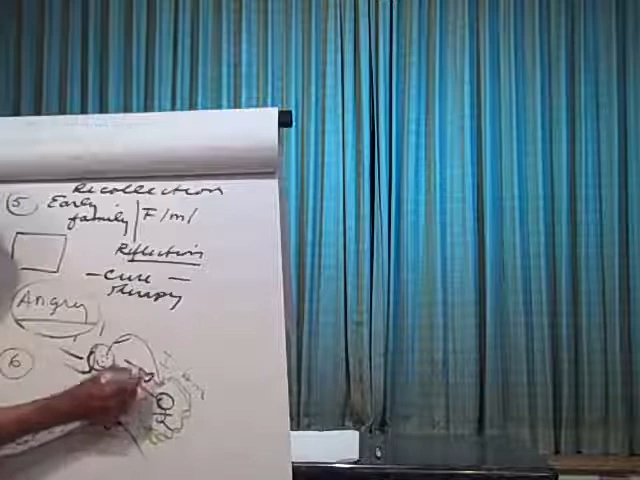 Recollection
5 Early
family | F/m/
Reflection
- Cure -
Therapy
Angry
6